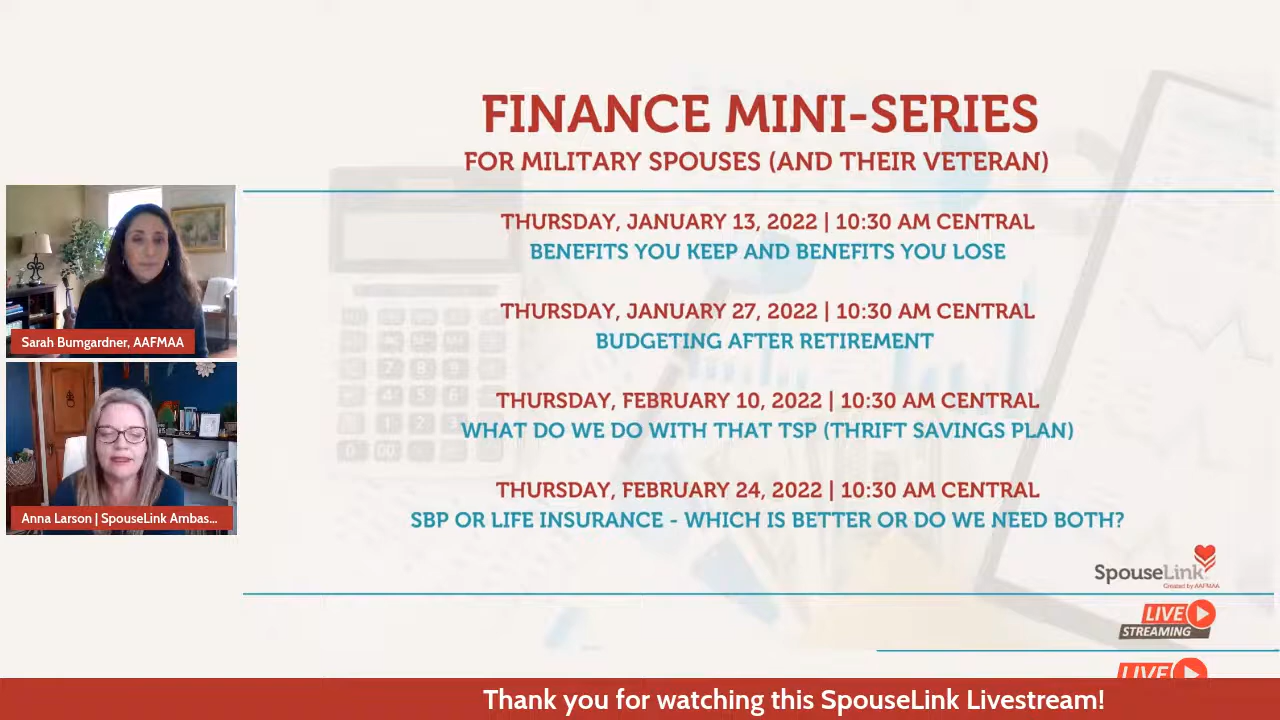 FINANCE MINI-SERIES
FOR MILITARY SPOUSES (AND THEIR VETERAN)
THURSDAY, JANUARY 13, 2022 | 10:30 AM CENTRAL
BENEFITS YOU KEEP AND BENEFITS YOU LOSE
THURSDAY, JANUARY 27, 2022 | 10:30 AM CENTRAL
BUDGETING AFTER RETIREMENT
THURSDAY, FEBRUARY 10, 2022 | 10:30 AM CENTRAL
WHAT DO WE DO WITH THAT TSP (THRIFT SAVINGS PLAN)
THURSDAY, FEBRUARY 24, 2022 | 10:30 AM CENTRAL
SBP OR LIFE INSURANCE - WHICH IS BETTER OR DO WE NEED BOTH?
Sarah Bumgardner, AAFMAA
Anna Larson | SpouseLink Ambas...
SpouseLink
Created by AAFMAA
LIVE
STREAMING
LIVE
Thank you for watching this SpouseLink Livestream!